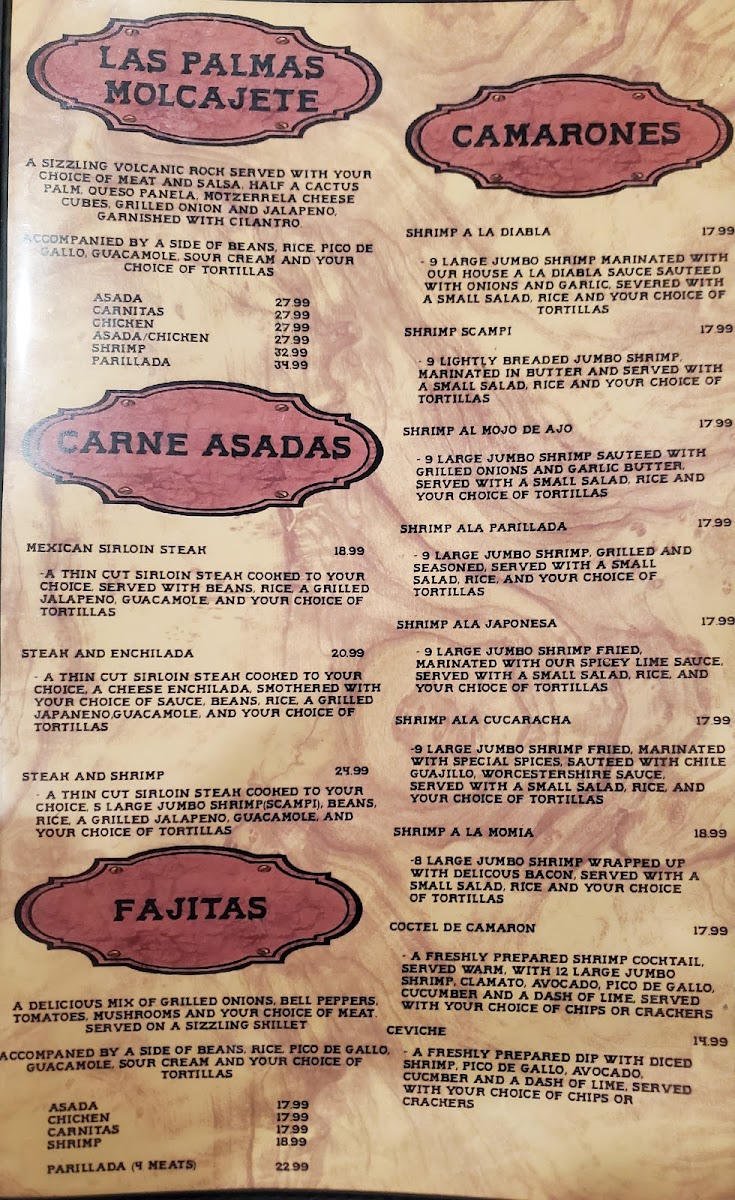 LAS PALMAS
MOLCAJETE
A SIZZLING VOLCANIC ROCK SERVED WITH YOUR
CHOICE OF MEAT AND SALSA, HALF A CACTUS
PALM, QUESO PANELA, MOTZERRELA CHEESE
CUBES, GRILLED ONION AND JALAPENO,
GARNISHED WITH CILANTRO
ACCOMPANIED BY A SIDE OF BEANS, RICE, PICO DE
GALLO, GUACAMOLE, SOUR CREAM AND YOUR
CHOICE OF TORTILLAS
ASADA 27.99
CARNITAS 27.99
CHICKEN 27.99
ASADA/CHICKEN 27.99
SHRIMP 32.99
PARILLADA 34.99
CARNE ASADAS
MEXICAN SIRLOIN STEAK 18.99
-A THIN CUT SIRLOIN STEAK COOKED TO YOUR
CHOICE, SERVED WITH BEANS, RICE, A GRILLED
JALAPENO, GUACAMOLE, AND YOUR CHOICE OF
TORTILLAS
STEAK AND ENCHILADA 20.99
- A THIN CUT SIRLOIN STEAK COOKED TO YOUR
CHOICE, A CHEESE ENCHILADA, SMOTHERED WITH
YOUR CHOICE OF SAUCE, BEANS, RICE, A GRILLED
JAPANENO,GUACAMOLE, AND YOUR CHOICE OF
TORTILLAS
STEAK AND SHRIMP 24.99
- A THIN CUT SIRLOIN STEAK COOKED TO YOUR
CHOICE, 5 LARGE JUMBO SHRIMP(SCAMPI), BEANS,
RICE, A GRILLED JALAPENO, GUACAMOLE, AND
YOUR CHOICE OF TORTILLAS
FAJITAS
A DELICIOUS MIX OF GRILLED ONIONS, BELL PEPPERS,
TOMATOES, MUSHROOMS AND YOUR CHOICE OF MEAT.
SERVED ON A SIZZLING SKILLET
ACCOMPANED BY A SIDE OF BEANS, RICE, PICO DE GALLO,
GUACAMOLE, SOUR CREAM AND YOUR CHOICE OF
TORTILLAS
ASADA 17.99
CHICKEN 17.99
CARNITAS 17.99
SHRIMP 18.99
PARILLADA (4 MEATS) 22.99
CAMARONES
SHRIMP A LA DIABLA 17.99
- 9 LARGE JUMBO SHRIMP MARINATED WITH
OUR HOUSE A LA DIABLA SAUCE SAUTEED
WITH ONIONS AND GARLIC, SEVERED WITH
A SMALL SALAD, RICE AND YOUR CHOICE OF
TORTILLAS
SHRIMP SCAMPI 17.99
- 9 LIGHTLY BREADED JUMBO SHRIMP,
MARINATED IN BUTTER AND SERVED WITH
A SMALL SALAD, RICE AND YOUR CHOICE OF
TORTILLAS
SHRIMP AL MOJO DE AJO 17.99
- 9 LARGE JUMBO SHRIMP SAUTEED WITH
GRILLED ONIONS AND GARLIC BUTTER,
SERVED WITH A SMALL SALAD, RICE AND
YOUR CHOICE OF TORTILLAS
SHRIMP ALA PARILLADA 17.99
- 9 LARGE JUMBO SHRIMP, GRILLED AND
SEASONED, SERVED WITH A SMALL
SALAD, RICE, AND YOUR CHOICE OF
TORTILLAS
SHRIMP ALA JAPONESA 17.99
- 9 LARGE JUMBO SHRIMP FRIED,
MARINATED WITH OUR SPICEY LIME SAUCE,
SERVED WITH A SMALL SALAD, RICE, AND
YOUR CHIOCE OF TORTILLAS
SHRIMP ALA CUCARACHA 17.99
-9 LARGE JUMBO SHRIMP FRIED, MARINATED
WITH SPECIAL SPICES, SAUTEED WITH CHILE
GUAJILLO, WORCESTERSHIRE SAUCE,
SERVED WITH A SMALL SALAD, RICE, AND
YOUR CHOICE OF TORTILLAS
SHRIMP A LA MOMIA 18.99
-8 LARGE JUMBO SHRIMP WRAPPED UP
WITH DELICOUS BACON, SERVED WITH A
SMALL SALAD, RICE AND YOUR CHOICE
OF TORTILLAS
COCTEL DE CAMARON 17.99
- A FRESHLY PREPARED SHRIMP COCKTAIL,
SERVED WARM, WITH 12 LARGE JUMBO
SHRIMP, CLAMATO, AVOCADO, PICO DE GALLO,
CUCUMBER AND A DASH OF LIME, SERVED
WITH YOUR CHOICE OF CHIPS OR CRACKERS
CEVICHE 14.99
- A FRESHLY PREPARED DIP WITH DICED
SHRIMP, PICO DE GALLO, AVOCADO,
CUCMBER AND A DASH OF LIME, SERVED
WITH YOUR CHOICE OF CHIPS OR
CRACKERS